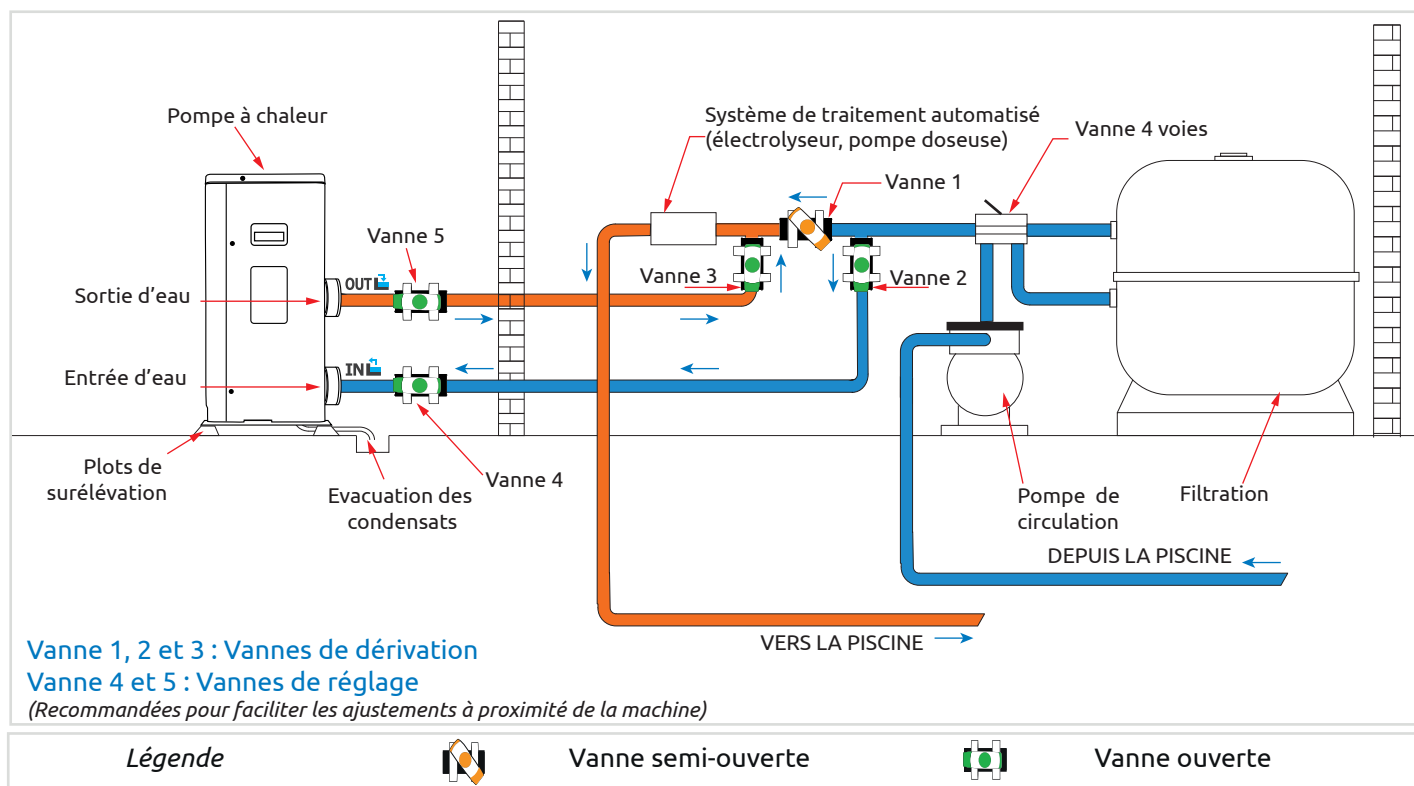 Pompe à chaleur
Système de traitement automatisé
(électrolyseur, pompe doseuse)
Vanne 4 voies
Vanne 1
Vanne 5
Vanne 3
Vanne 2
OUT
Sortie d'eau
IN
Entrée d'eau
Plots de
surélévation
Evacuation des
condensats
Vanne 4
Pompe de
circulation
Filtration
DEPUIS LA PISCINE
VERS LA PISCINE
Vanne 1, 2 et 3 : Vannes de dérivation
Vanne 4 et 5 : Vannes de réglage
(Recommandées pour faciliter les ajustements à proximité de la machine)
Légende
Vanne semi-ouverte
Vanne ouverte